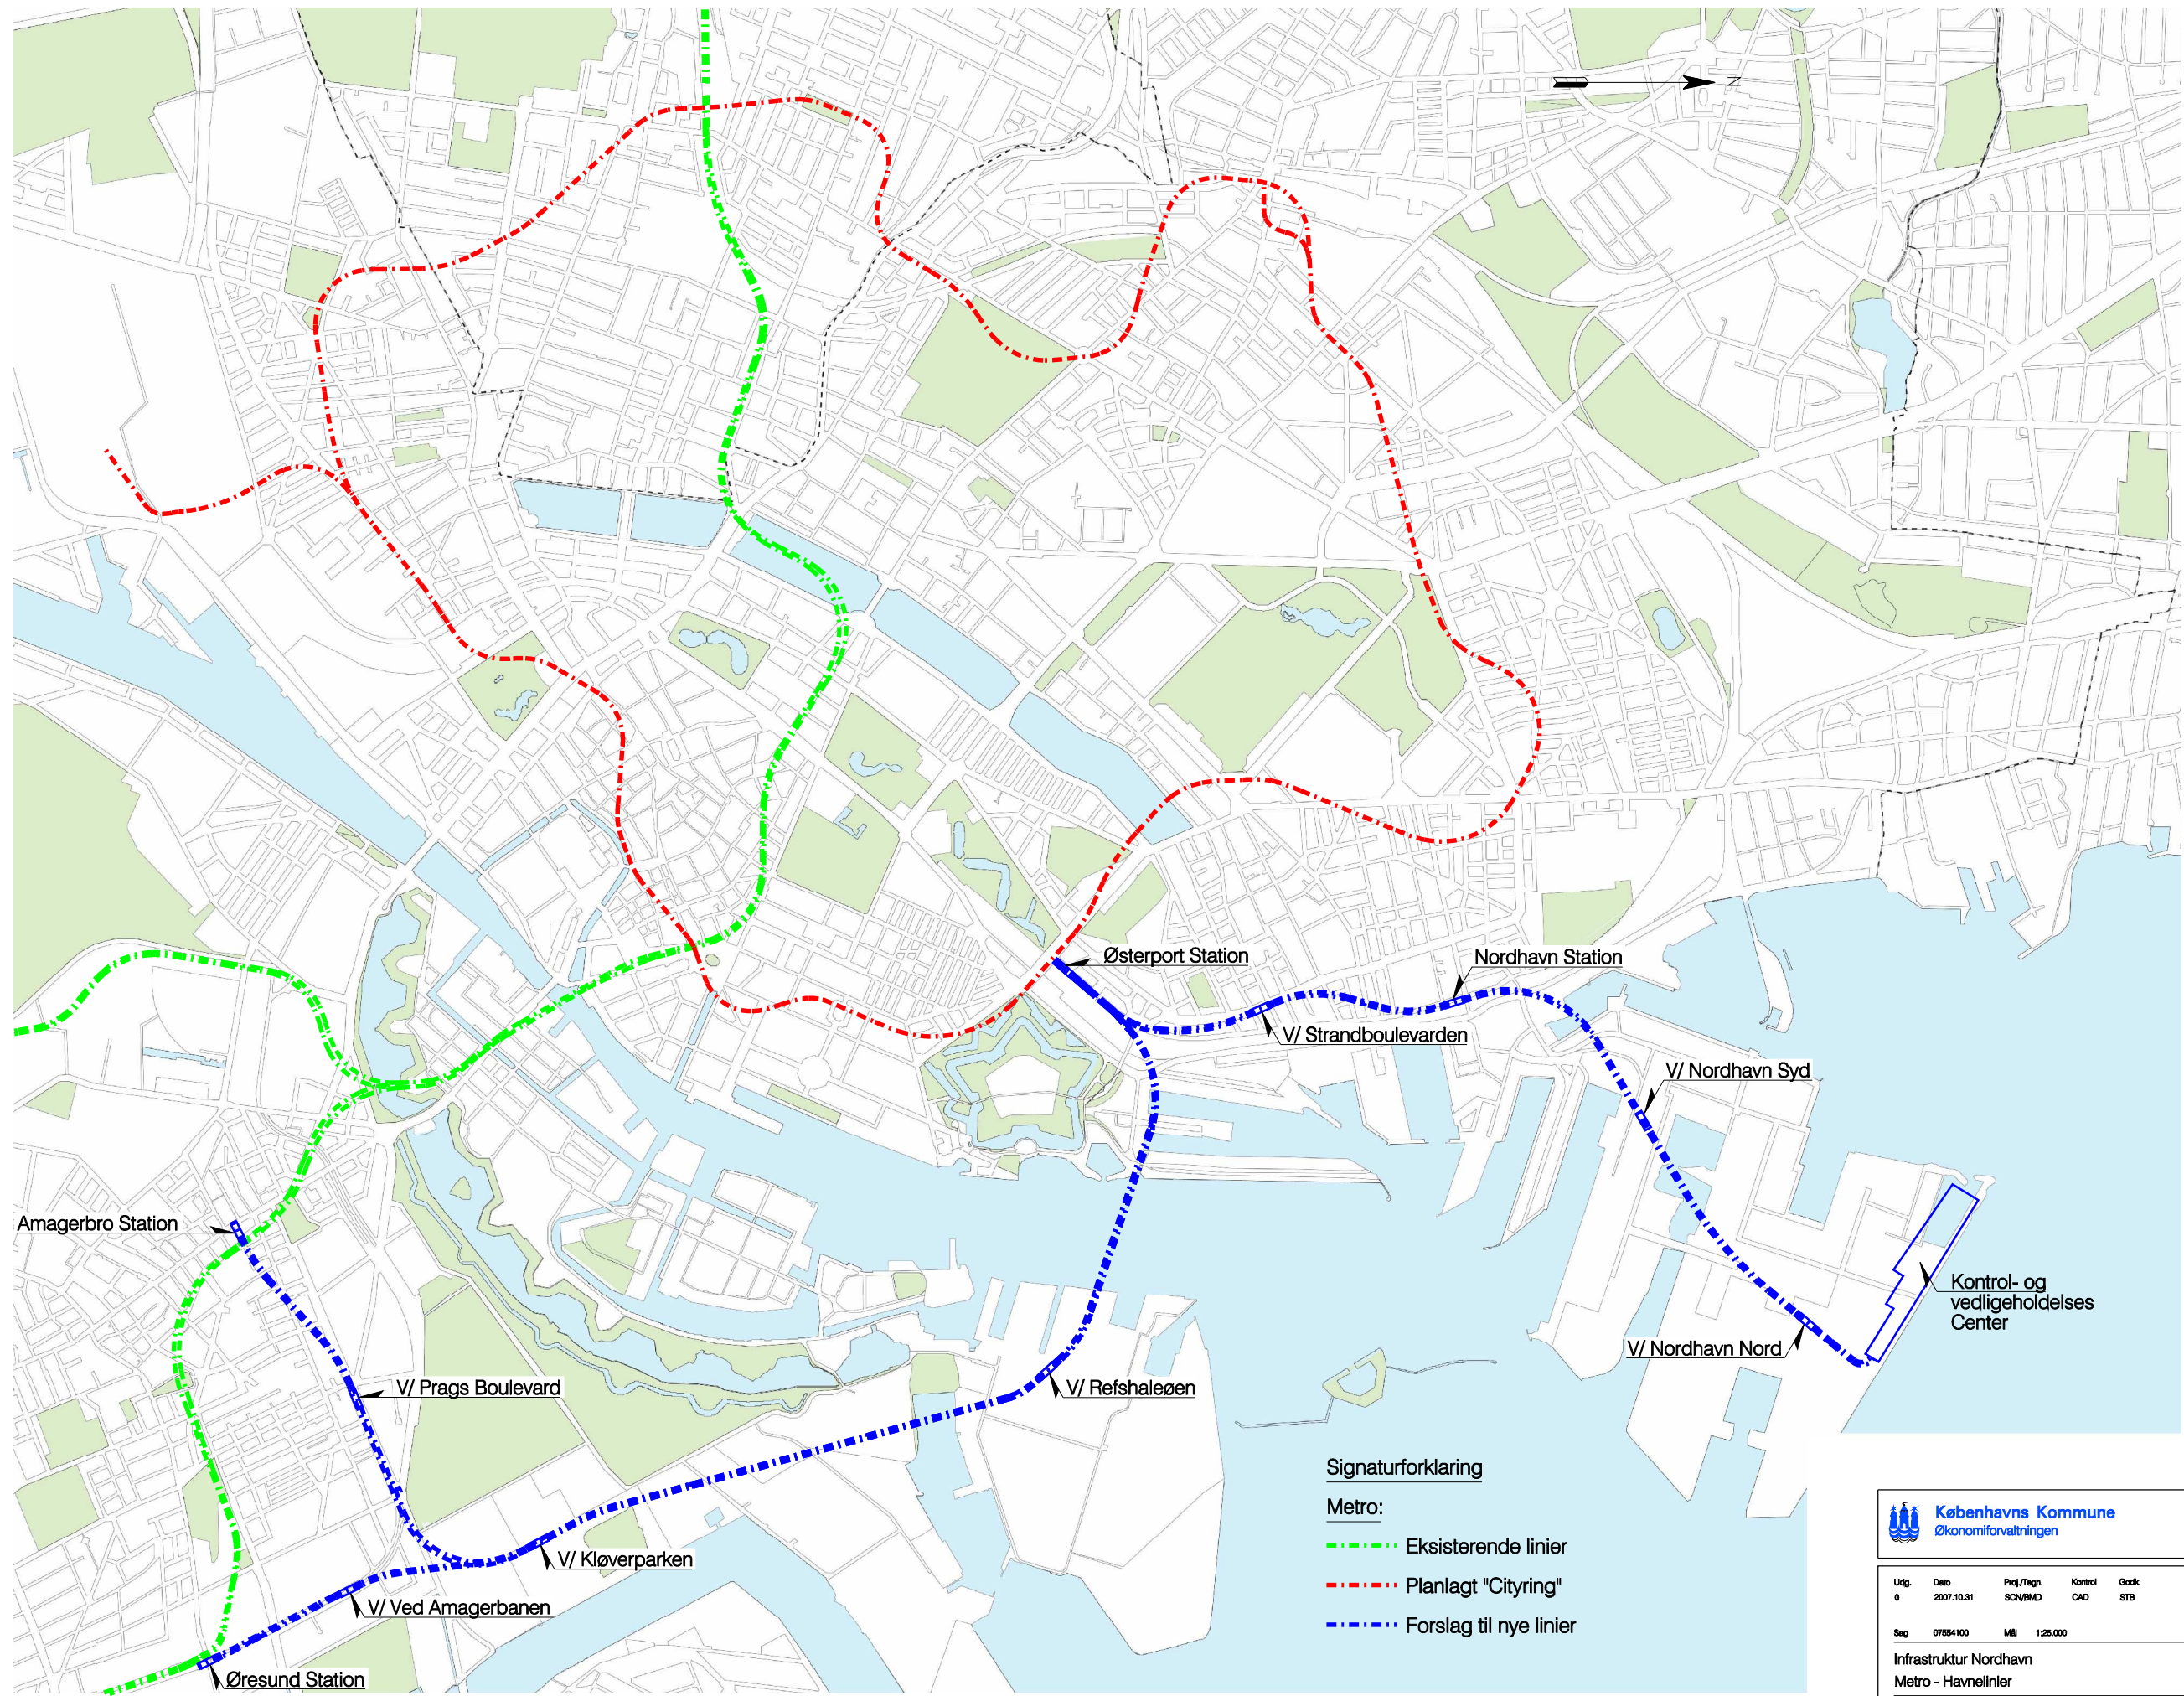 N
Østerport Station
Nordhavn Station
V/ Strandboulevarden
V/ Nordhavn Syd
Amagerbro Station
Kontrol- og
vedligeholdelses
Center
V/ Nordhavn Nord
V/ Prags Boulevard
V/ Refshaleøen
V/ Kløverparken
V/ Ved Amagerbanen
Øresund Station
Signaturforklaring
Metro:
Eksisterende linier
Planlagt "Cityring"
Forslag til nye linier
Københavns Kommune
Økonomiforvaltningen
Udg. Dato Proj./Tegn. Kontrol Godk.
0 2007.10.31 SCN/BMD CAD STB
Sag 07554100 Mål 1:25.000
Infrastruktur Nordhavn
Metro - Havnelinier